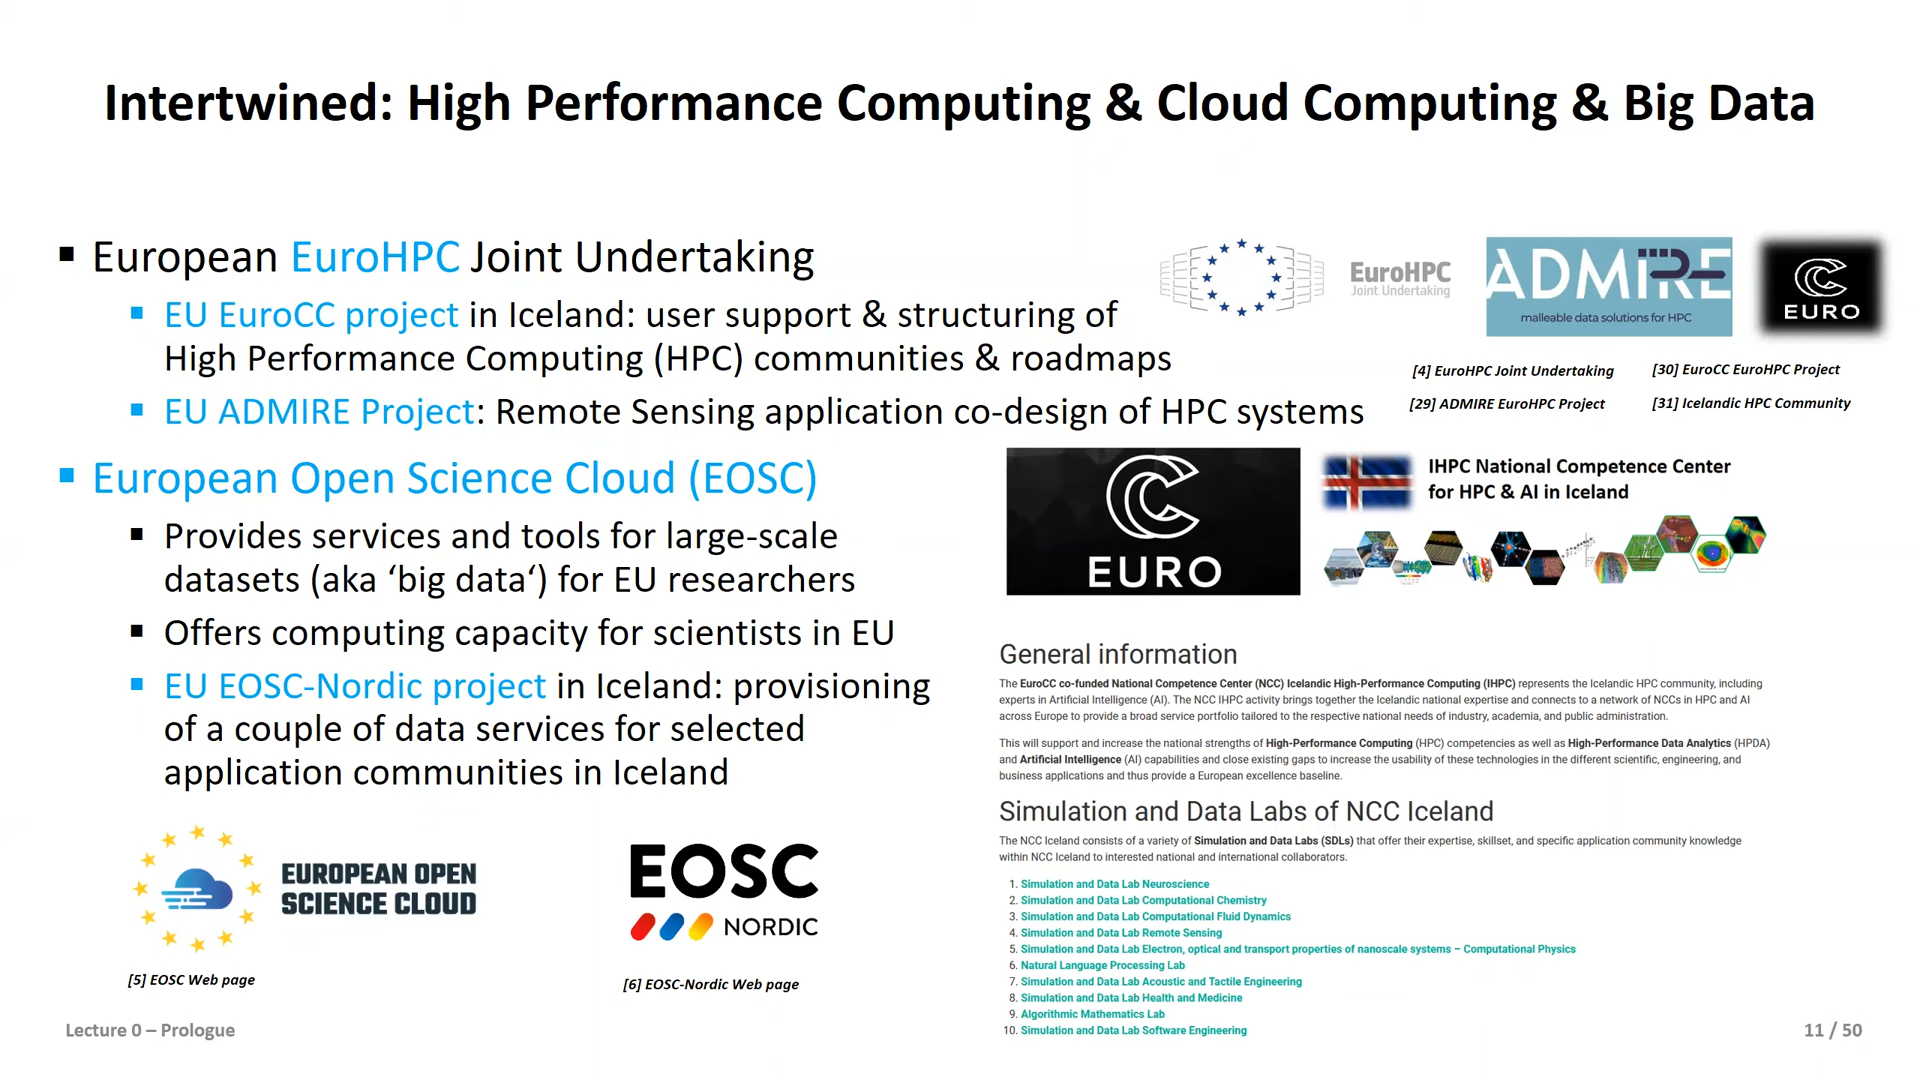 Intertwined: High Performance Computing & Cloud Computing & Big Data
▪ European EuroHPC Joint Undertaking
▪ EU EuroCC project in Iceland: user support & structuring of
High Performance Computing (HPC) communities & roadmaps
▪ EU ADMIRE Project: Remote Sensing application co-design of HPC systems
▪ European Open Science Cloud (EOSC)
▪ Provides services and tools for large-scale
datasets (aka ‘big data‘) for EU researchers
▪ Offers computing capacity for scientists in EU
▪ EU EOSC-Nordic project in Iceland: provisioning
of a couple of data services for selected
application communities in Iceland
EUROPEAN OPEN
SCIENCE CLOUD
[5] EOSC Web page
EOSC
NORDIC
[6] EOSC-Nordic Web page
EuroHPC
Joint Undertaking
ADMIRE
malleable data solutions for HPC
EURO
[4] EuroHPC Joint Undertaking
[30] EuroCC EuroHPC Project
[29] ADMIRE EuroHPC Project
[31] Icelandic HPC Community
EURO
IHPC National Competence Center
for HPC & AI in Iceland
General information
The EuroCC co-funded National Competence Center (NCC) Icelandic High-Performance Computing (IHPC) represents the Icelandic HPC community, including
experts in Artificial Intelligence (AI). The NCC IHPC activity brings together the Icelandic national expertise and connects to a network of NCCs in HPC and AI
across Europe to provide a broad service portfolio tailored to the respective national needs of industry, academia, and public administration.
This will support and increase the national strengths of High-Performance Computing (HPC) competencies as well as High-Performance Data Analytics (HPDA)
and Artificial Intelligence (AI) capabilities and close existing gaps to increase the usability of these technologies in the different scientific, engineering, and
business applications and thus provide a European excellence baseline.
Simulation and Data Labs of NCC Iceland
The NCC Iceland consists of a variety of Simulation and Data Labs (SDLs) that offer their expertise, skillset, and specific application community knowledge
within NCC Iceland to interested national and international collaborators.
1. Simulation and Data Lab Neuroscience
2. Simulation and Data Lab Computational Chemistry
3. Simulation and Data Lab Computational Fluid Dynamics
4. Simulation and Data Lab Remote Sensing
5. Simulation and Data Lab Electron, optical and transport properties of nanoscale systems – Computational Physics
6. Natural Language Processing Lab
7. Simulation and Data Lab Acoustic and Tactile Engineering
8. Simulation and Data Lab Health and Medicine
9. Algorithmic Mathematics Lab
10. Simulation and Data Lab Software Engineering
Lecture 0 – Prologue
11 / 50